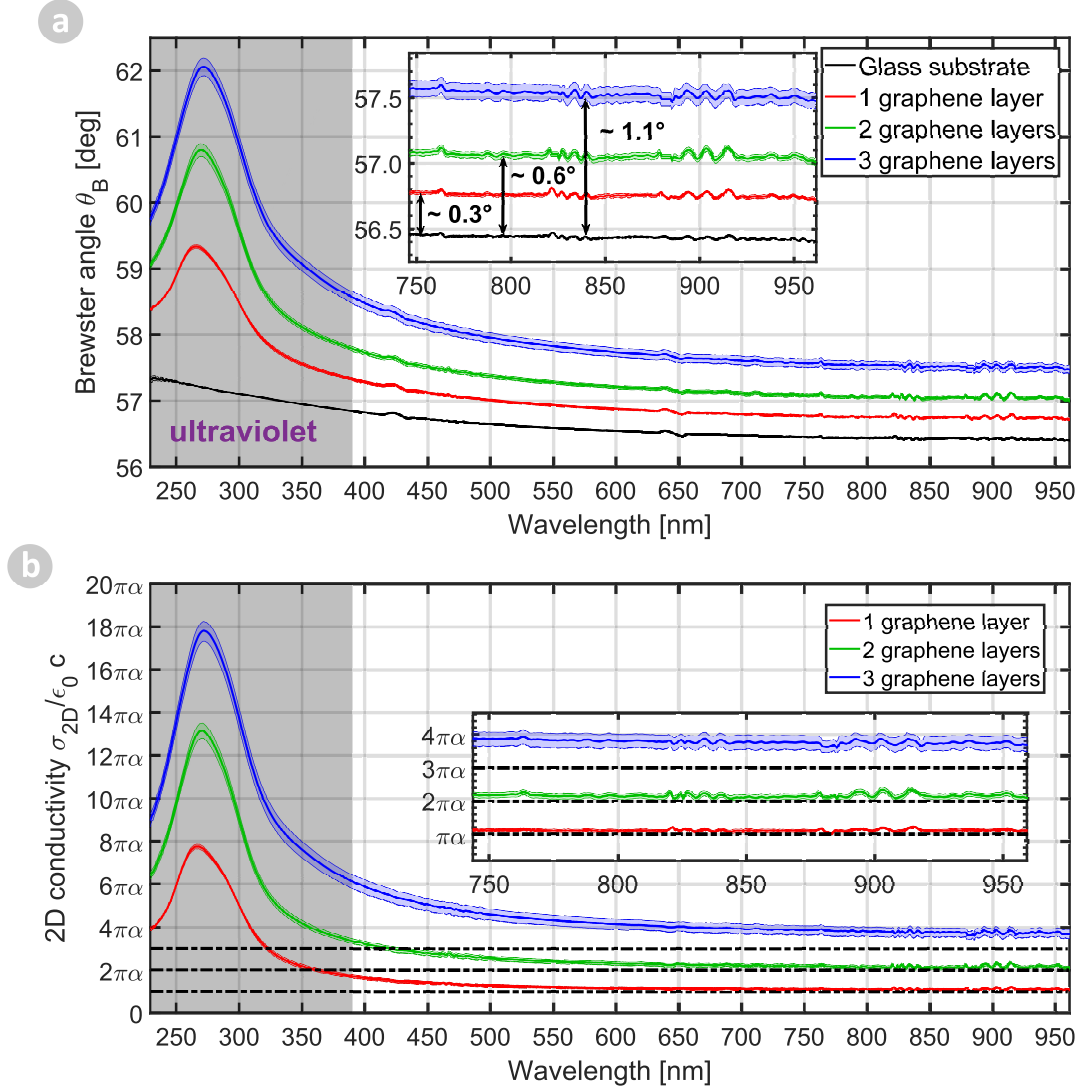 a
62
61
60
59
58
57
56
Brewster angle θB [deg]
57.5
57.0
56.5
~ 1.1°
~ 0.6°
~ 0.3°
750 800 850 900 950
Glass substrate
1 graphene layer
2 graphene layers
3 graphene layers
ultraviolet
250 300 350 400 450 500 550 600 650 700 750 800 850 900 950
Wavelength [nm]
b
20πα
18πα
16πα
14πα
12πα
10πα
8πα
6πα
4πα
2πα
0
2D conductivity σ2D/ϵ0 c
1 graphene layer
2 graphene layers
3 graphene layers
4πα
3πα
2πα
πα
750 800 850 900 950
250 300 350 400 450 500 550 600 650 700 750 800 850 900 950
Wavelength [nm]